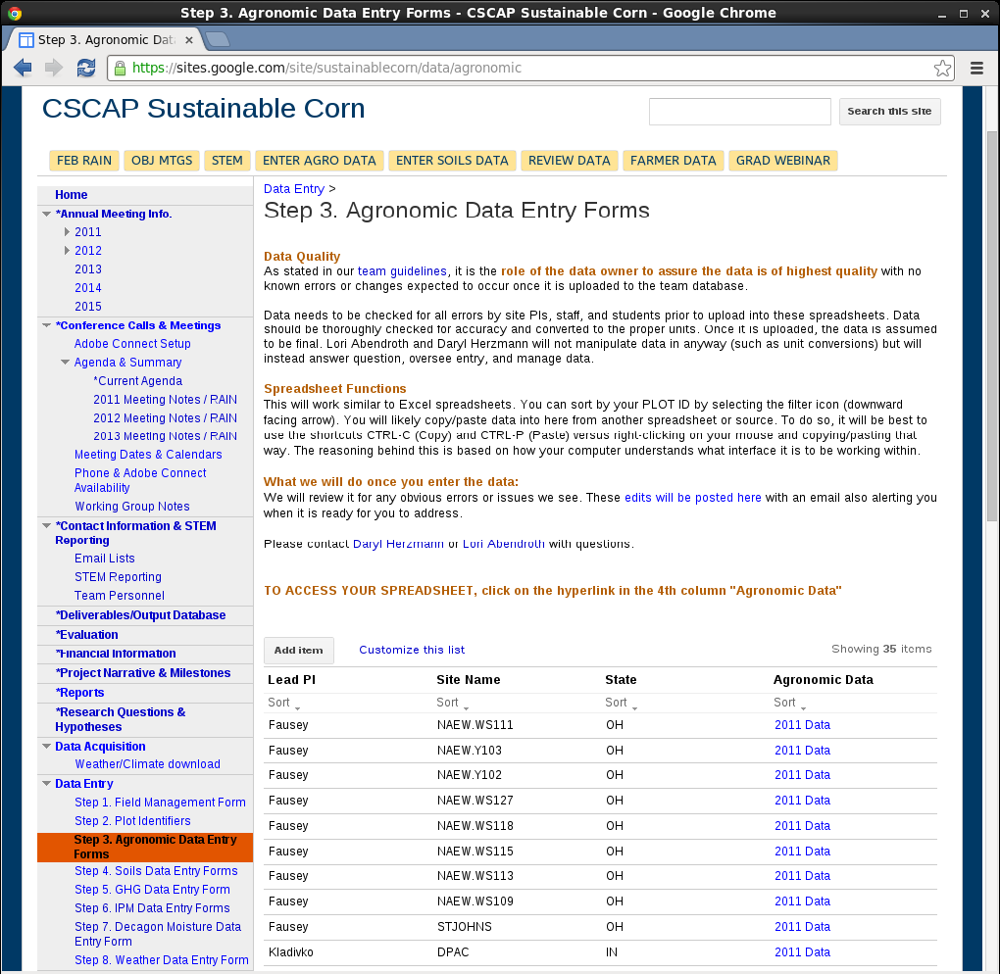 Step 3. Agronomic Data Entry Forms - CSCAP Sustainable Corn - Google Chrome
Step 3. Agronomic Dat
https://sites.google.com/site/sustainablecorn/data/agronomic
CSCAP Sustainable Corn
Search this site
FEB RAIN OBJ MTGS STEM ENTER AGRO DATA ENTER SOILS DATA REVIEW DATA FARMER DATA GRAD WEBINAR
Home
*Annual Meeting Info.
2011
2012
2013
2014
2015
*Conference Calls & Meetings
Adobe Connect Setup
Agenda & Summary
*Current Agenda
2011 Meeting Notes / RAIN
2012 Meeting Notes / RAIN
2013 Meeting Notes / RAIN
Meeting Dates & Calendars
Phone & Adobe Connect
Availability
Working Group Notes
*Contact Information & STEM
Reporting
Email Lists
STEM Reporting
Team Personnel
*Deliverables/Output Database
*Evaluation
*Financial Information
*Project Narrative & Milestones
*Reports
*Research Questions &
Hypotheses
Data Acquisition
Weather/Climate download
Data Entry
Step 1. Field Management Form
Step 2. Plot Identifiers
Step 3. Agronomic Data Entry
Forms
Step 4. Soils Data Entry Forms
Step 5. GHG Data Entry Form
Step 6. IPM Data Entry Forms
Step 7. Decagon Moisture Data
Entry Form
Step 8. Weather Data Entry Form
Data Entry >
Step 3. Agronomic Data Entry Forms
Data Quality
As stated in our team guidelines, it is the role of the data owner to assure the data is of highest quality with no
known errors or changes expected to occur once it is uploaded to the team database.
Data needs to be checked for all errors by site PIs, staff, and students prior to upload into these spreadsheets. Data
should be thoroughly checked for accuracy and converted to the proper units. Once it is uploaded, the data is assumed
to be final. Lori Abendroth and Daryl Herzmann will not manipulate data in anyway (such as unit conversions) but will
instead answer question, oversee entry, and manage data.
Spreadsheet Functions
This will work similar to Excel spreadsheets. You can sort by your PLOT ID by selecting the filter icon (downward
facing arrow). You will likely copy/paste data into here from another spreadsheet or source. To do so, it will be best to
use the shortcuts CTRL-C (Copy) and CTRL-P (Paste) versus right-clicking on your mouse and copying/pasting that
way. The reasoning behind this is based on how your computer understands what interface it is to be working within.
What we will do once you enter the data:
We will review it for any obvious errors or issues we see. These edits will be posted here with an email also alerting you
when it is ready for you to address.
Please contact Daryl Herzmann or Lori Abendroth with questions.
TO ACCESS YOUR SPREADSHEET, click on the hyperlink in the 4th column "Agronomic Data"
Add item Customize this list Showing 35 items
Lead PI Site Name State Agronomic Data
Sort Sort Sort Sort
Fausey NAEW.WS111 OH 2011 Data
Fausey NAEW.Y103 OH 2011 Data
Fausey NAEW.Y102 OH 2011 Data
Fausey NAEW.WS127 OH 2011 Data
Fausey NAEW.WS118 OH 2011 Data
Fausey NAEW.WS115 OH 2011 Data
Fausey NAEW.WS113 OH 2011 Data
Fausey NAEW.WS109 OH 2011 Data
Fausey STJOHNS OH 2011 Data
Kladivko DPAC IN 2011 Data